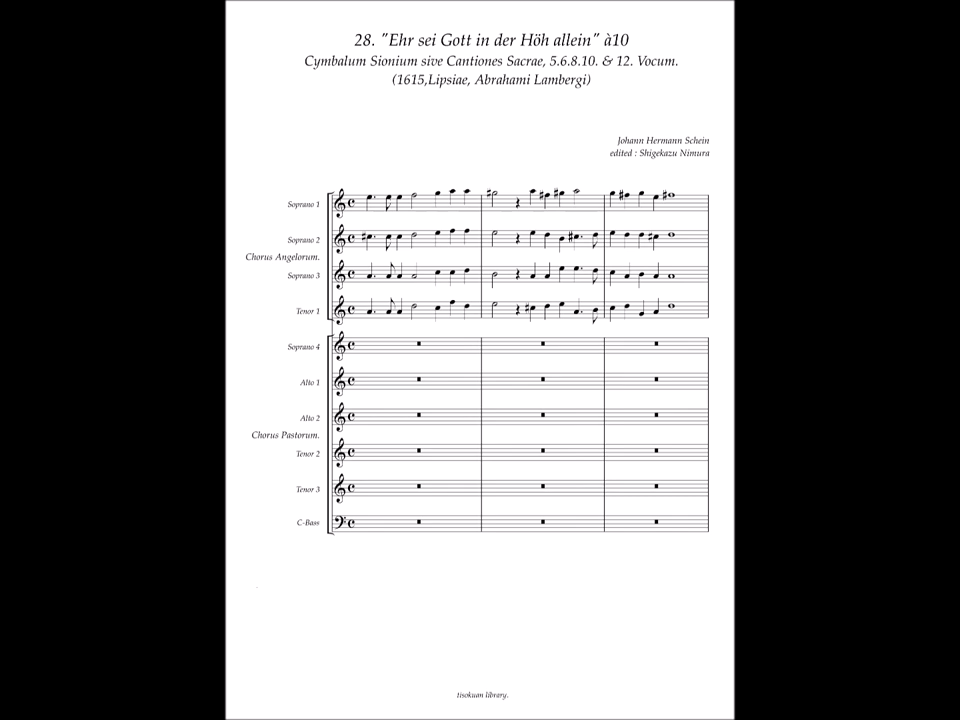 28. "Ehr sei Gott in der Höh allein" à10
Cymbalum Sionium sive Cantiones Sacrae, 5.6.8.10. & 12. Vocum.
(1615,Lipsiae, Abrahami Lambergi)
Johann Hermann Schein
edited : Shigekazu Nimura
Soprano 1
Soprano 2
Chorus Angelorum.
Soprano 3
Tenor 1
Soprano 4
Alto 1
Alto 2
Chorus Pastorum.
Tenor 2
Tenor 3
C-Bass
tisokuan library.